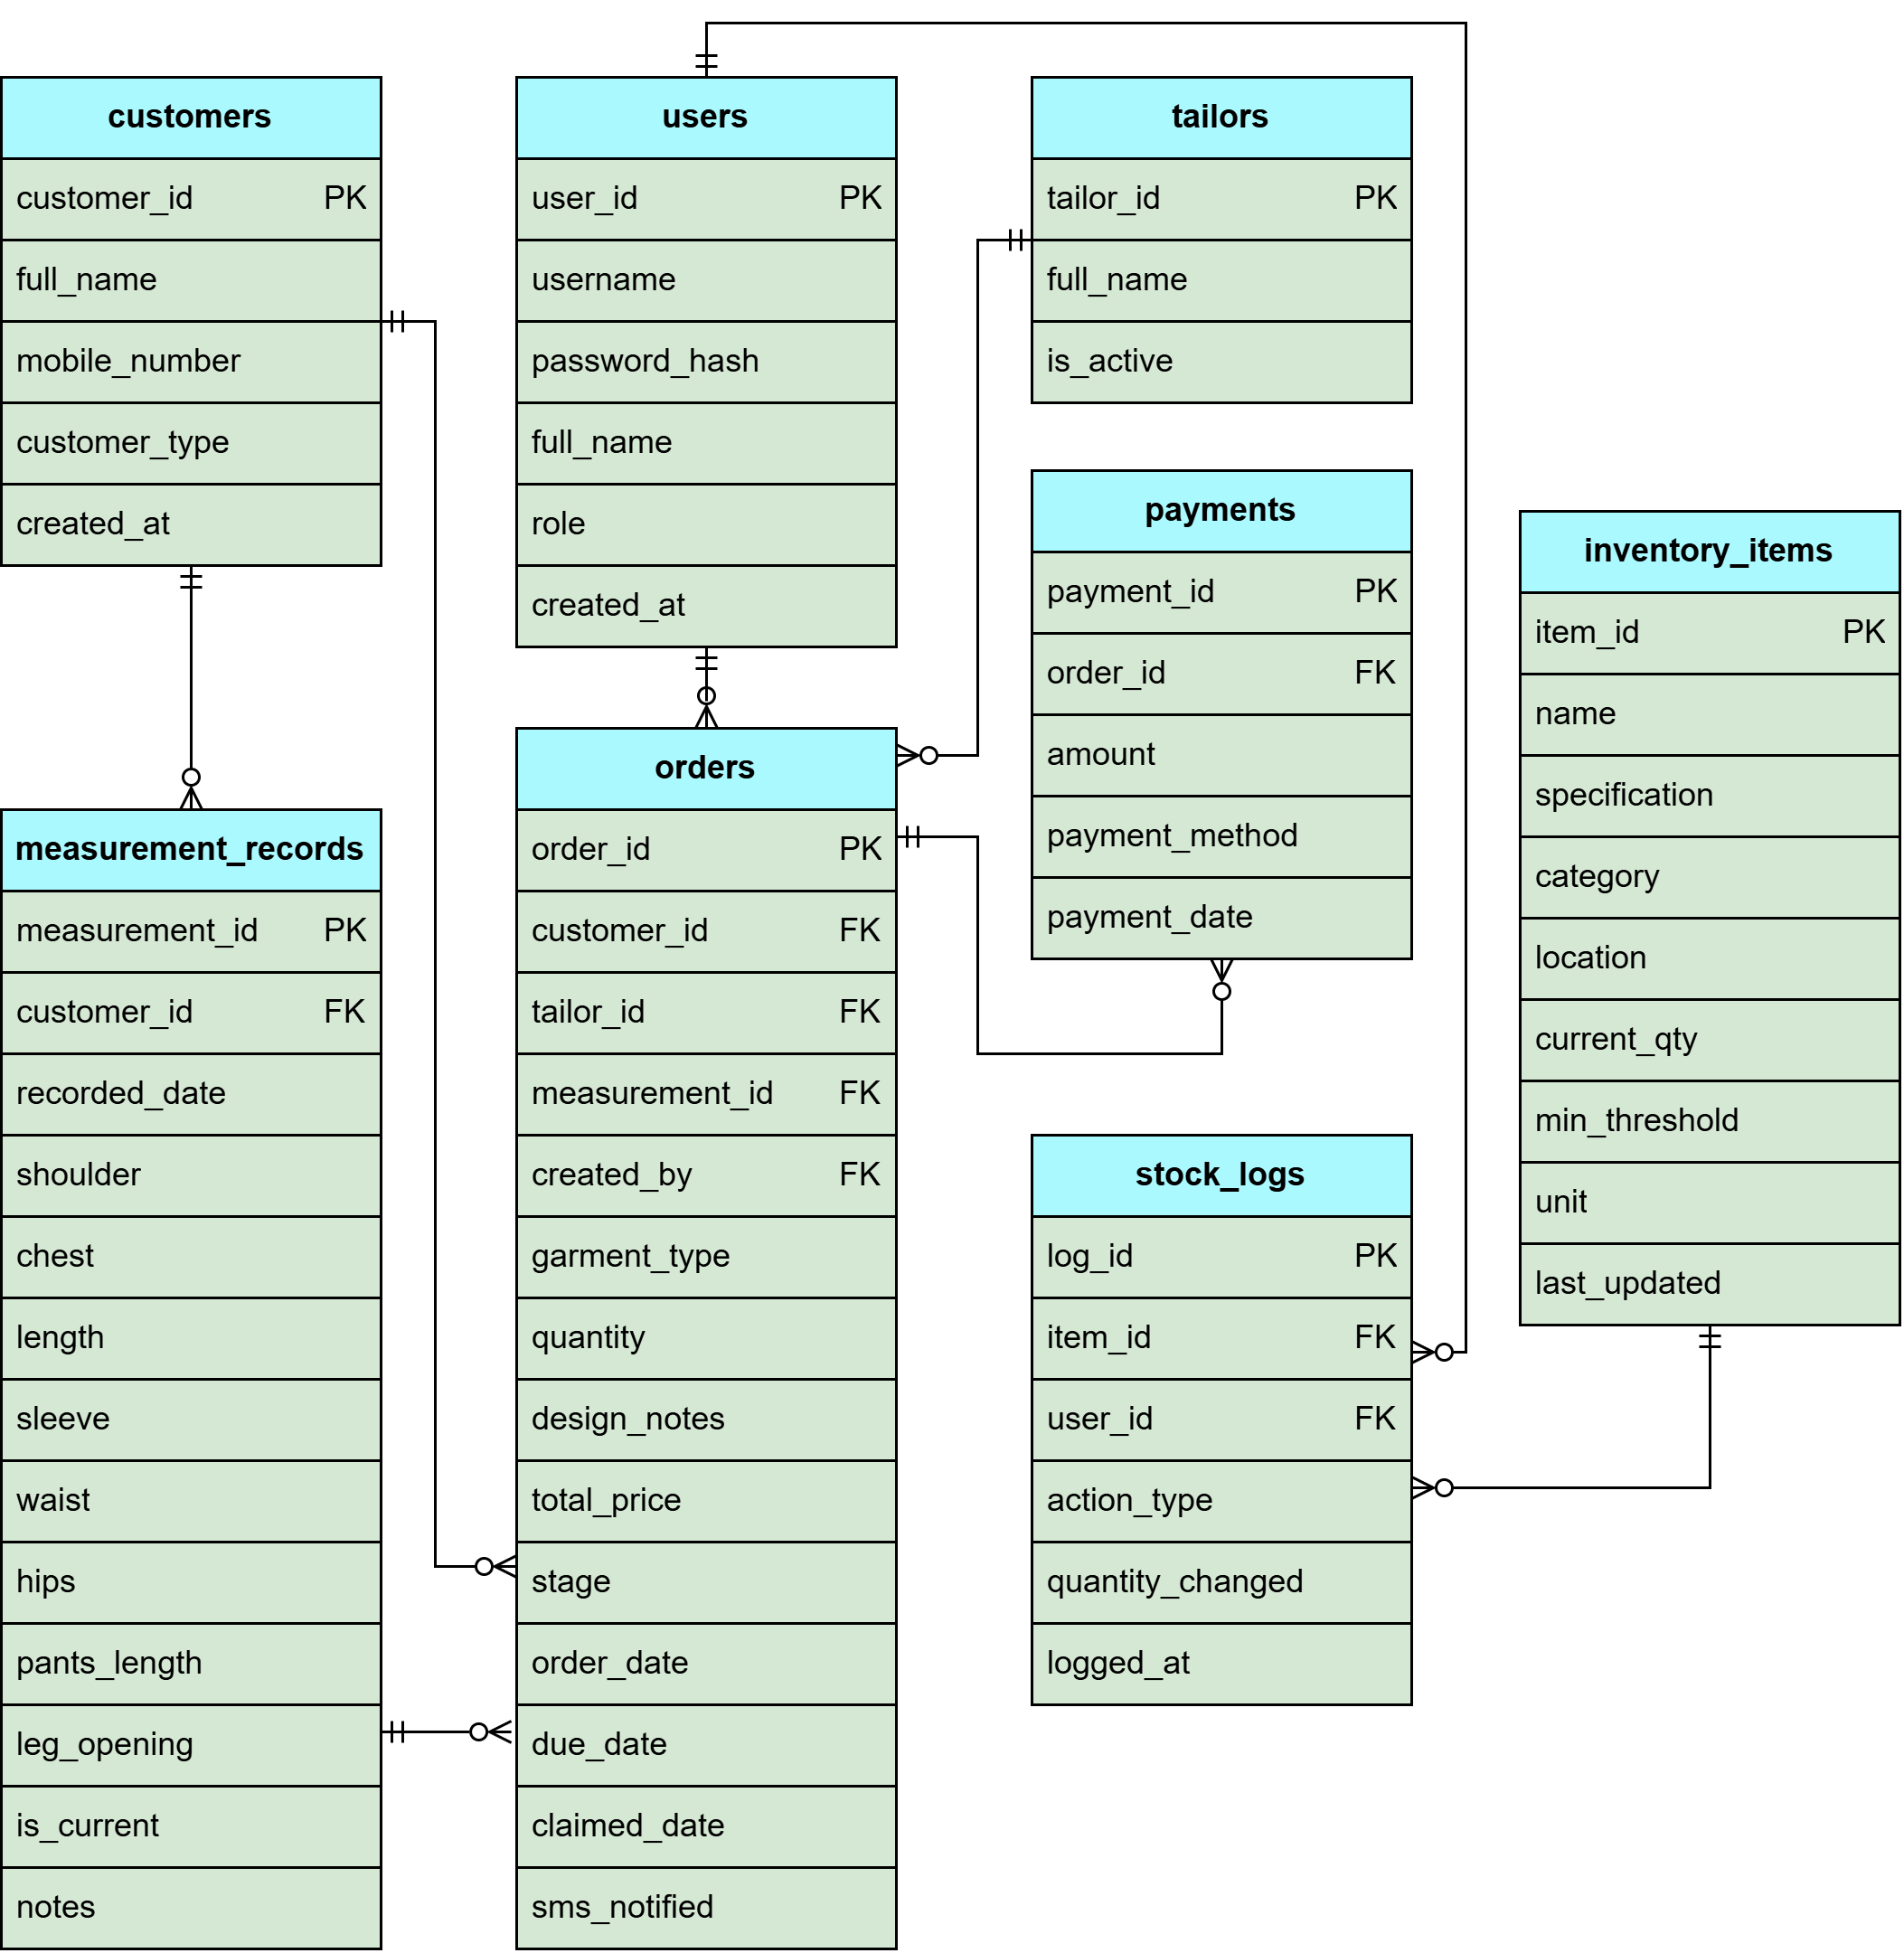 customers
customer_id PK
full_name
mobile_number
customer_type
created_at
users
user_id PK
username
password_hash
full_name
role
created_at
tailors
tailor_id PK
full_name
is_active
payments
payment_id PK
order_id FK
amount
payment_method
payment_date
inventory_items
item_id PK
name
specification
category
location
current_qty
min_threshold
unit
last_updated
measurement_records
measurement_id PK
customer_id FK
recorded_date
shoulder
chest
length
sleeve
waist
hips
pants_length
leg_opening
is_current
notes
orders
order_id PK
customer_id FK
tailor_id FK
measurement_id FK
created_by FK
garment_type
quantity
design_notes
total_price
stage
order_date
due_date
claimed_date
sms_notified
stock_logs
log_id PK
item_id FK
user_id FK
action_type
quantity_changed
logged_at